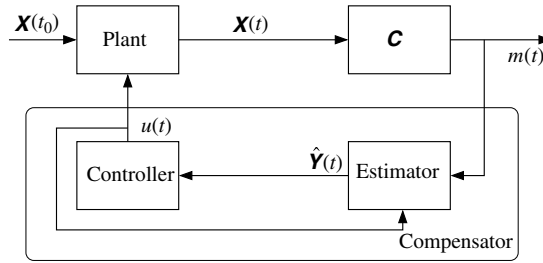 X(t₀)
Plant
X(t)
C
m(t)
u(t)
Controller
Ŷ(t)
Estimator
Compensator